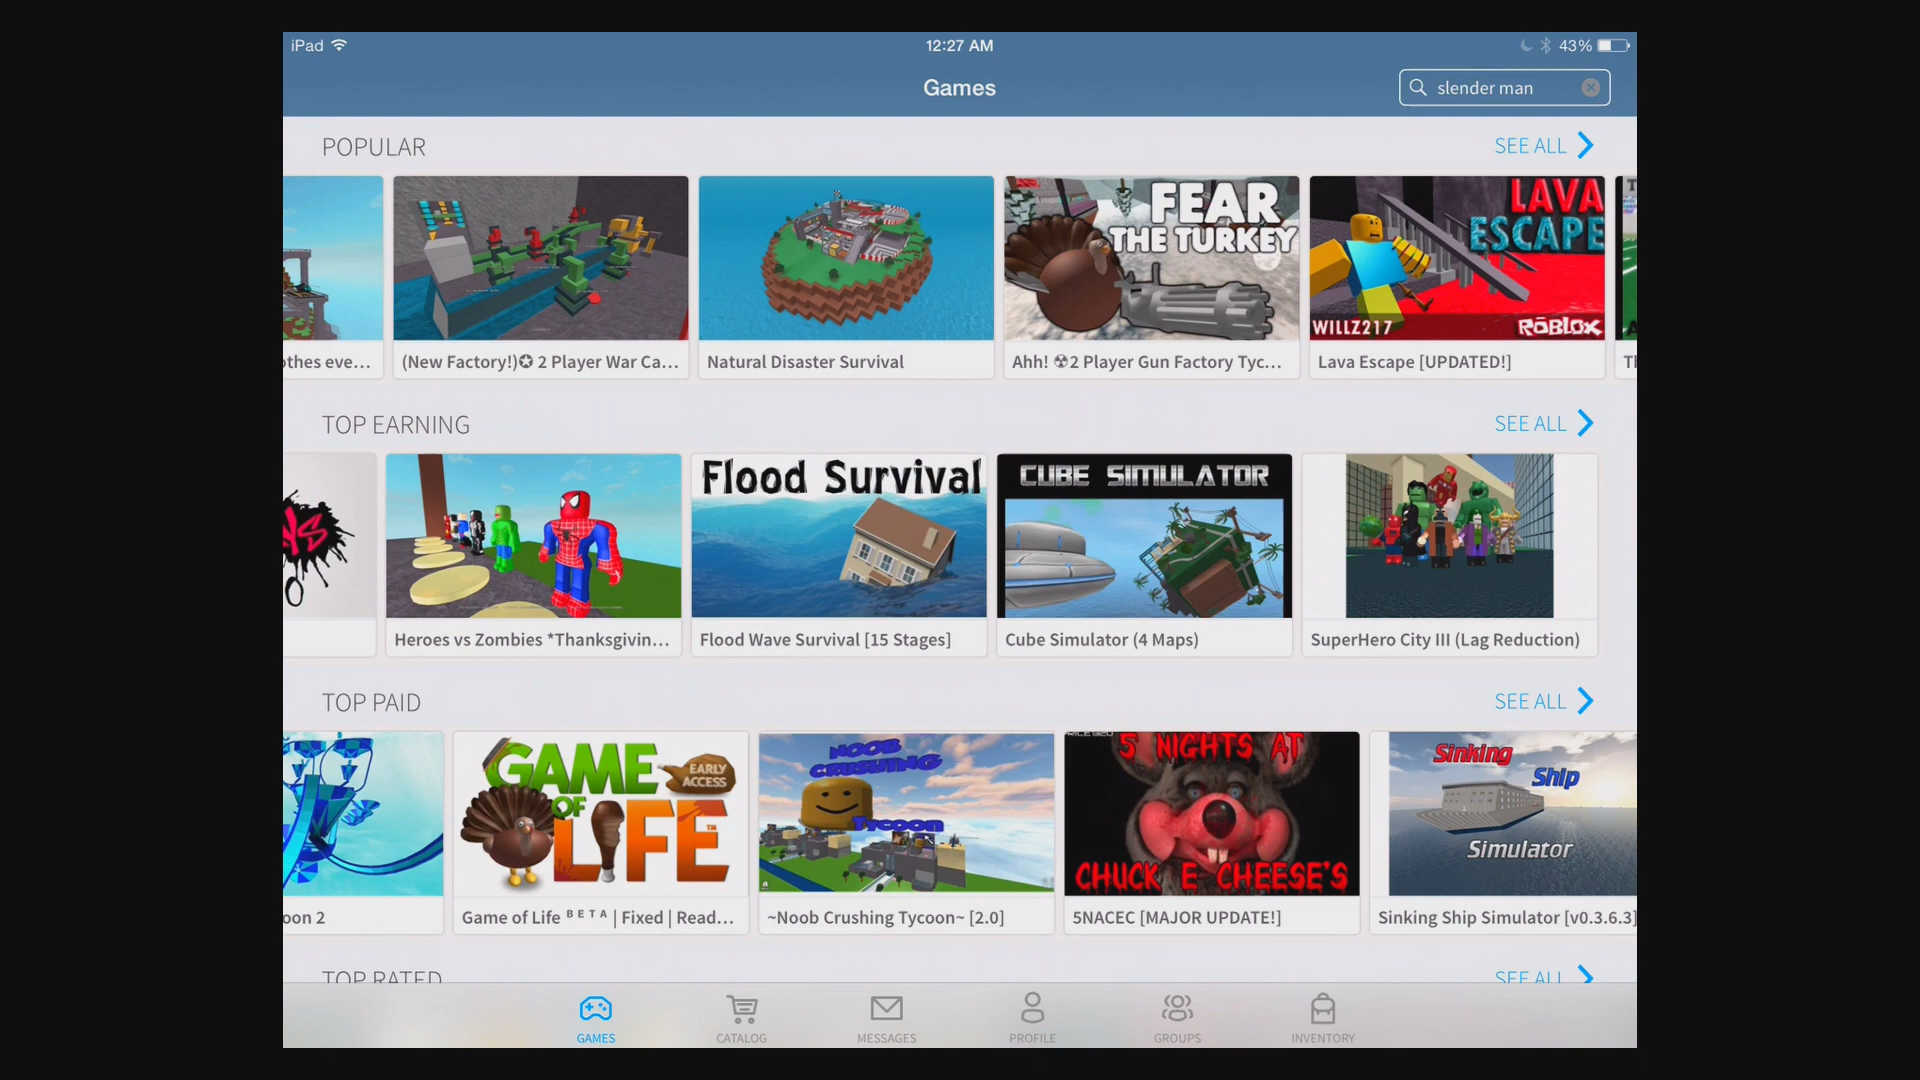 iPad
12:27 AM
43%
Games
slender man
POPULAR
SEE ALL
FEAR
THE TURKEY
LAVA
ESCAPE
WILLZ217
ROBLOX
othes eve...
(New Factory!)✪ 2 Player War Ca...
Natural Disaster Survival
Ahh! ☢2 Player Gun Factory Tyc...
Lava Escape [UPDATED!]
TOP EARNING
SEE ALL
Flood Survival
CUBE SIMULATOR
Heroes vs Zombies *Thanksgivin...
Flood Wave Survival [15 Stages]
Cube Simulator (4 Maps)
SuperHero City III (Lag Reduction)
TOP PAID
SEE ALL
GAME
OF
LIFE™
EARLY
ACCESS
NOOB
CRUSHING
Tycoon
5 NIGHTS AT
CHUCK E CHEESE'S
Sinking
Ship
Simulator
oon 2
Game of Life ᴮᴱᵀᴬ | Fixed | Read...
~Noob Crushing Tycoon~ [2.0]
5NACEC [MAJOR UPDATE!]
Sinking Ship Simulator [v0.3.6.3]
TOP RATED
SEE ALL
GAMES
CATALOG
MESSAGES
PROFILE
GROUPS
INVENTORY